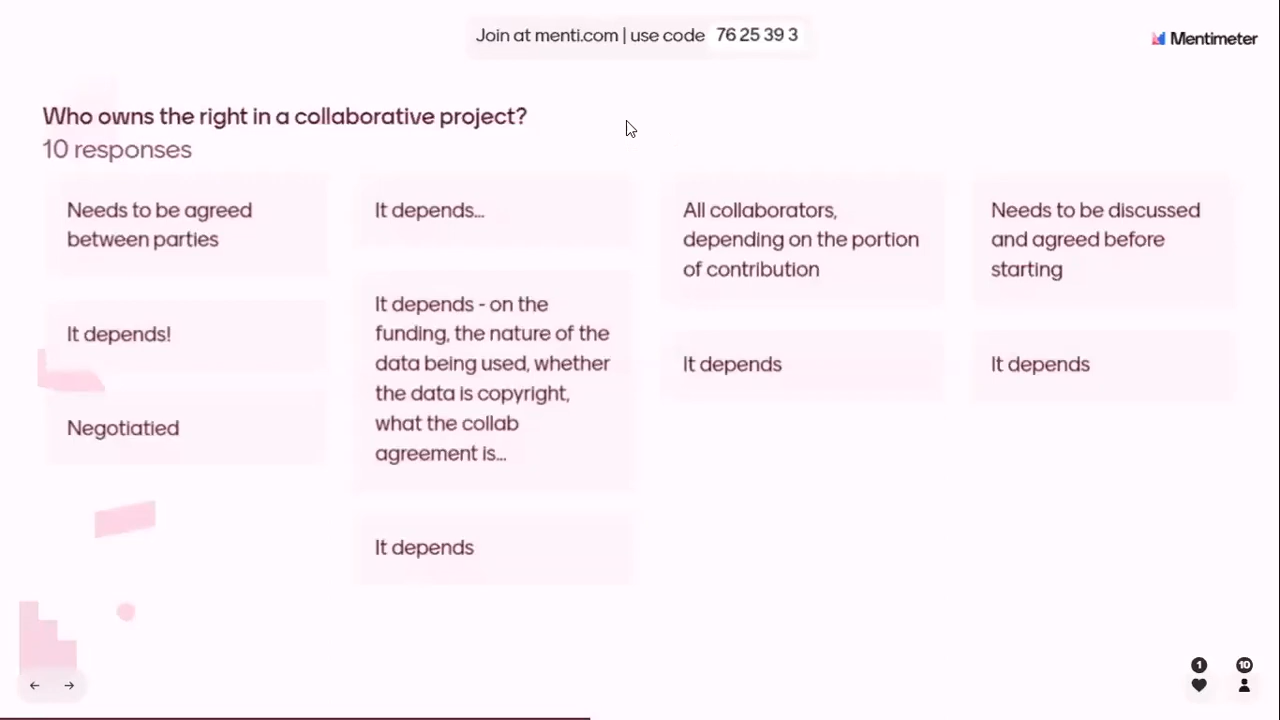 Join at menti.com | use code 76 25 39 3
Mentimeter
Who owns the right in a collaborative project?
10 responses
Needs to be agreed
between parties
It depends!
Negotiatied
It depends...
It depends - on the
funding, the nature of the
data being used, whether
the data is copyright,
what the collab
agreement is...
It depends
All collaborators,
depending on the portion
of contribution
It depends
Needs to be discussed
and agreed before
starting
It depends
1
10